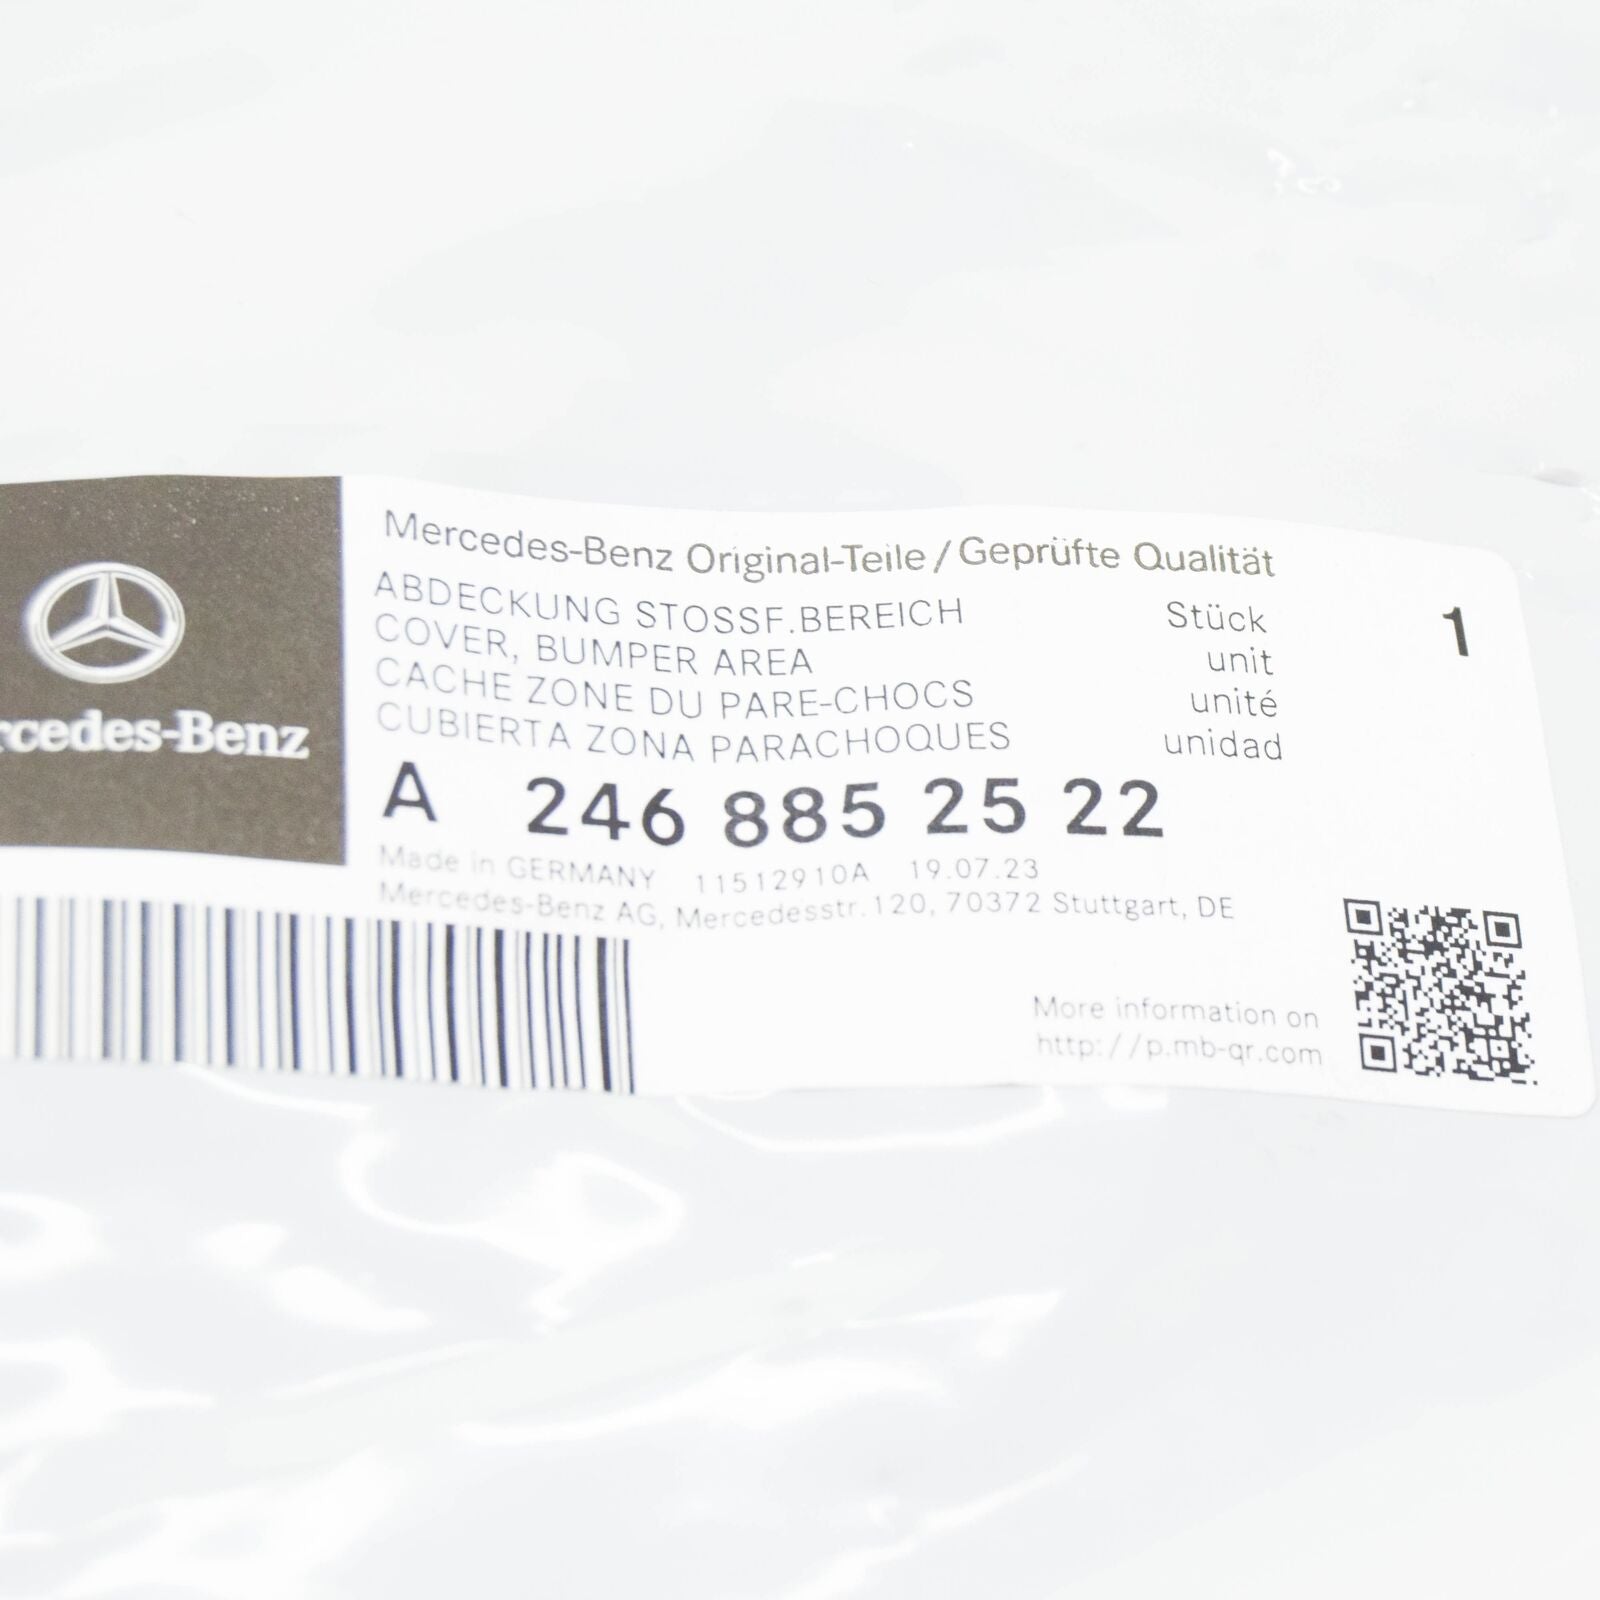 rcedes-Benz
Mercedes-Benz Original-Teile / Geprüfte Qualität
ABDECKUNG STOSSF.BEREICH Stück 1
COVER, BUMPER AREA unit
CACHE ZONE DU PARE-CHOCS unité
CUBIERTA ZONA PARACHOQUES unidad
A 246 885 25 22
Made in GERMANY 11512910A 19.07.23
Mercedes-Benz AG, Mercedesstr. 120, 70372 Stuttgart, DE
More information on
http://p.mb-qr.com